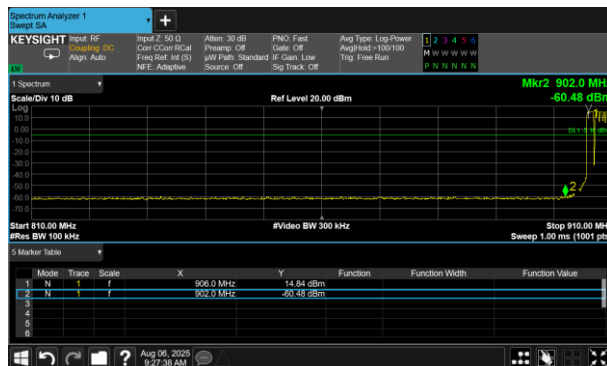 Spectrum Analyzer 1
Swept SA
+
KEYSIGHT Input: RF Input Z: 50 Ω Atten: 30 dB PNO: Fast Avg Type: Log-Power 1 2 3 4 5 6
Coupling: DC Corr CCorr RCal Preamp: Off Gate: Off Avg|Hold:>100/100 M W W W W W
Align: Auto Freq Ref: Int (S) µW Path: Standard IF Gain: Low Trig: Free Run
NFE: Adaptive Source: Off Sig Track: Off P N N N N N
1 Spectrum Mkr2 902.0 MH
Scale/Div 10 dB Ref Level 20.00 dBm -60.48 dBm
Log
10.0
0.00
-10.0
-20.0
-30.0
-40.0
-50.0
-60.0
-70.0
2
Start 810.00 MHz #Video BW 300 kHz Stop 910.00 MH
#Res BW 100 kHz Sweep 1.00 ms (1001 pts
5 Marker Table
Mode Trace Scale X Y Function Function Width Function Value
1 N 1 f 906.0 MHz 14.84 dBm
2 N 1 f 902.0 MHz -60.48 dBm
3
4
5
6
? Aug 06, 2025
9:27:38 AM